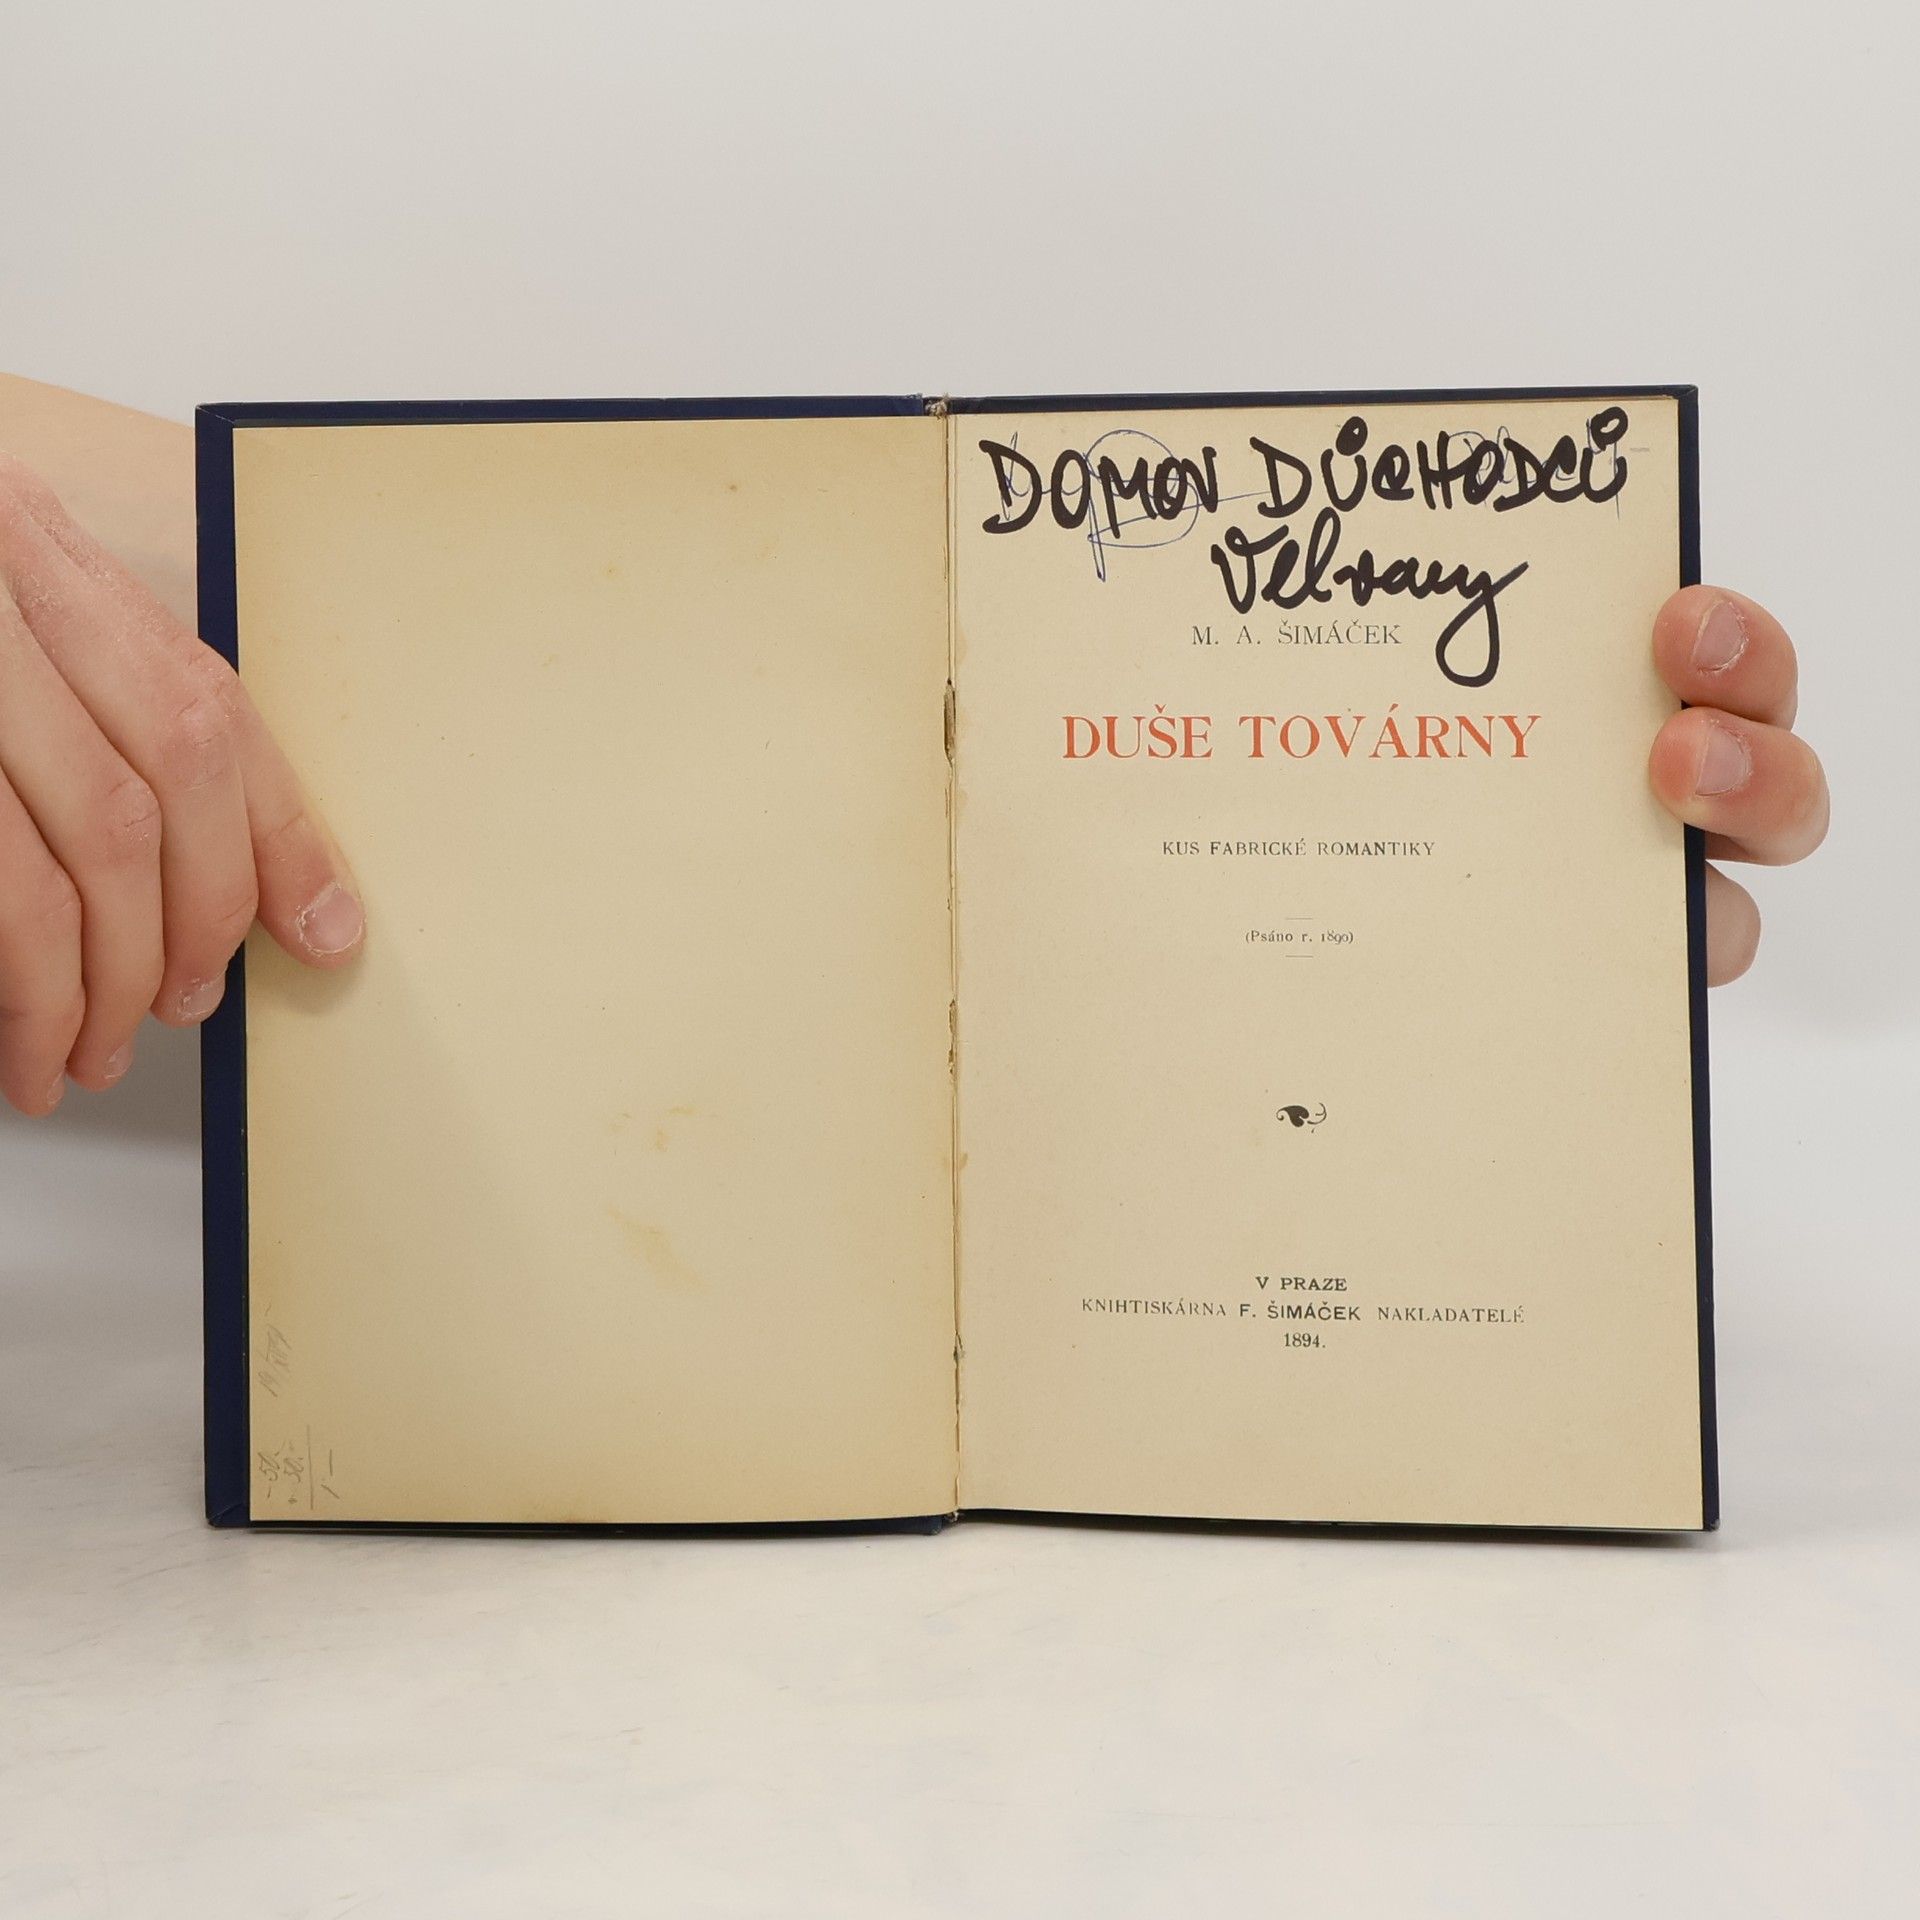 DOMOV DŮCHODCŮ
Velvary
M. A. ŠIMÁČEK
DUŠE TOVÁRNY
KUS FABRICKÉ ROMANTIKY
(Psáno r. 1890)
V PRAZE
KNIHTISKÁRNA F. ŠIMÁČEK NAKLADATELÉ
1894.